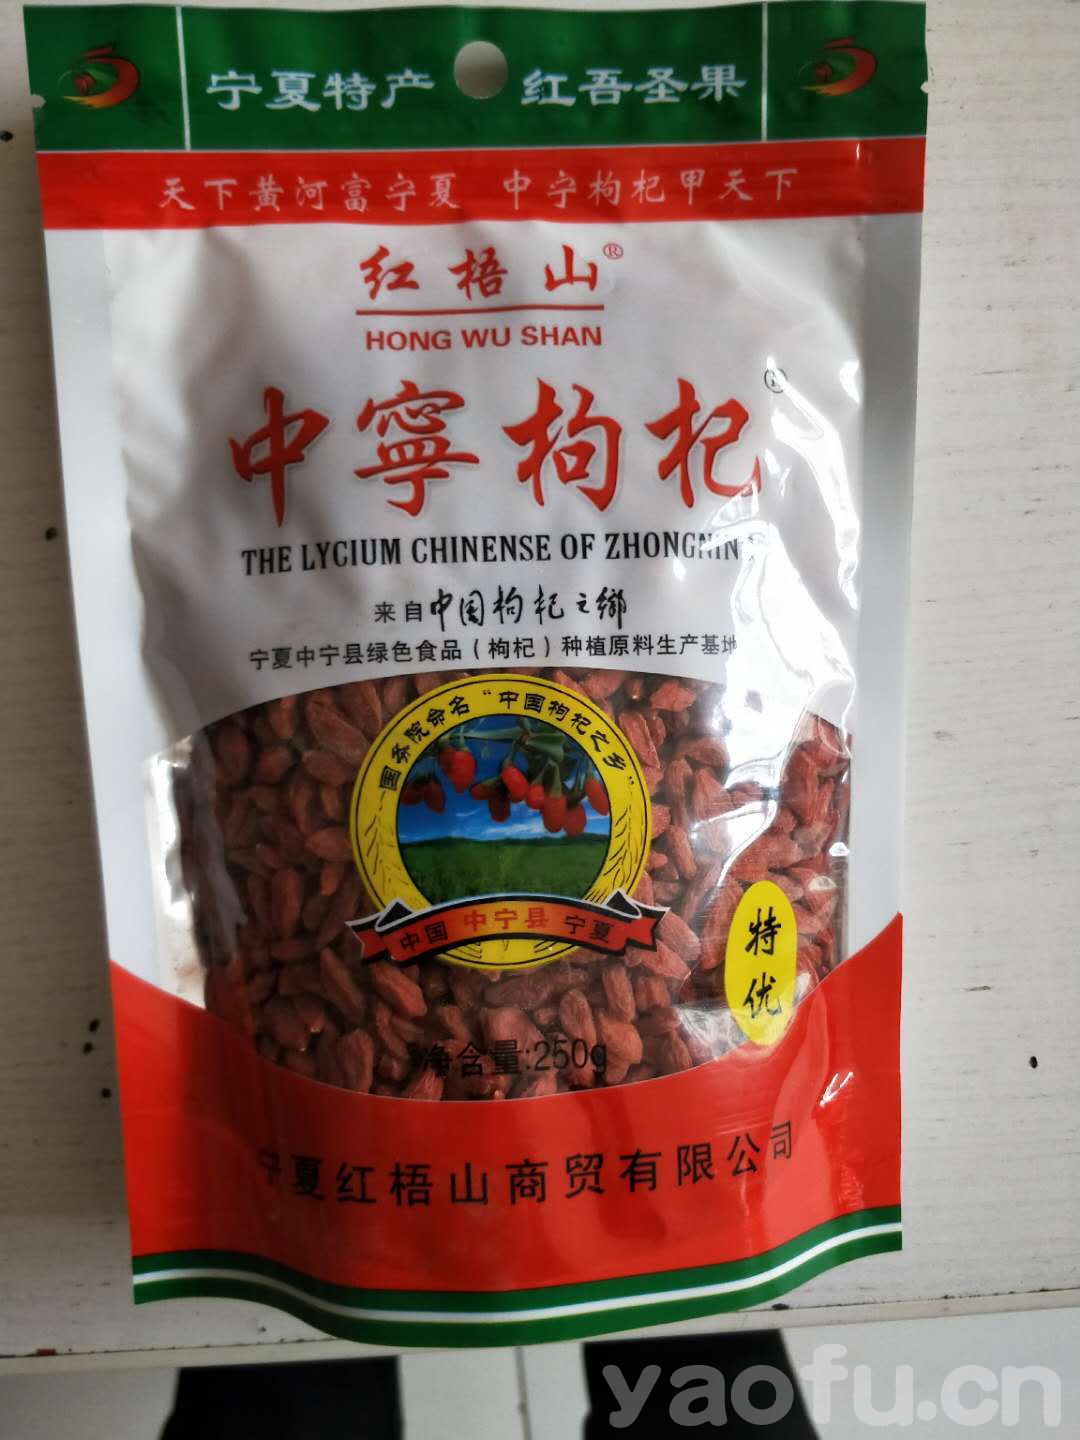 宁夏特产 红吾圣果
天下黄河富宁夏 中宁枸杞甲天下
红梧山®
HONG WU SHAN
中寧枸杞
THE LYCIUM CHINENSE OF ZHONGNING
来自中国枸杞之鄉
宁夏中宁县绿色食品(枸杞)种植原料生产基地
国务院命名“中国枸杞之乡”
中国 中宁县 宁夏
特优
净含量:250g
宁夏红梧山商贸有限公司
yaofu.cn